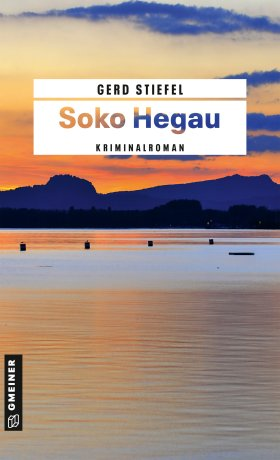 GERD STIEFEL
Soko Hegau
KRIMINALROMAN
GMEINER